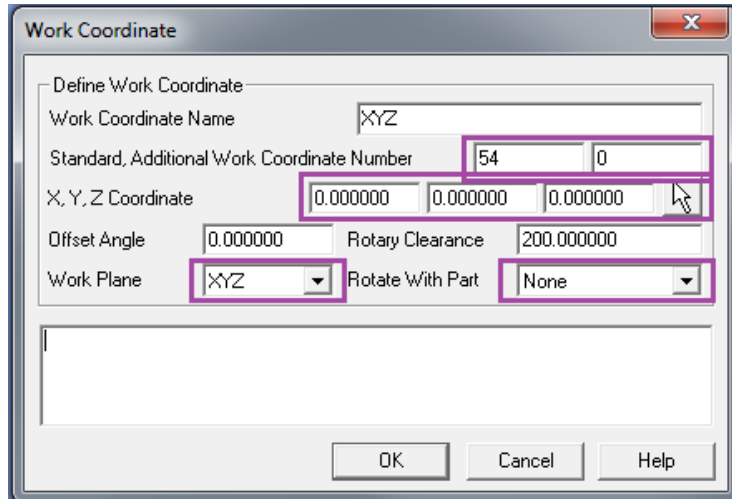 Work Coordinate
Define Work Coordinate
Work Coordinate Name XYZ
Standard, Additional Work Coordinate Number 54 0
X, Y, Z Coordinate 0.000000 0.000000 0.000000
Offset Angle 0.000000 Rotary Clearance 200.000000
Work Plane XYZ Rotate With Part None
OK Cancel Help